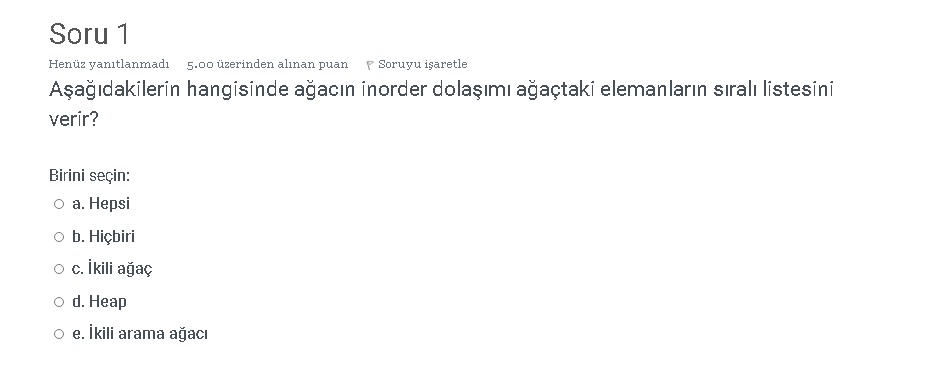 Soru 1
Henüz yanıtlanmadı 5.00 üzerinden alınan puan Soruyu işaretle
Aşağıdakilerin hangisinde ağacın inorder dolaşımı ağaçtaki elemanların sıralı listesini
verir?
Birini seçin:
a. Hepsi
b. Hiçbiri
c. İkili ağaç
d. Heap
e. İkili arama ağacı